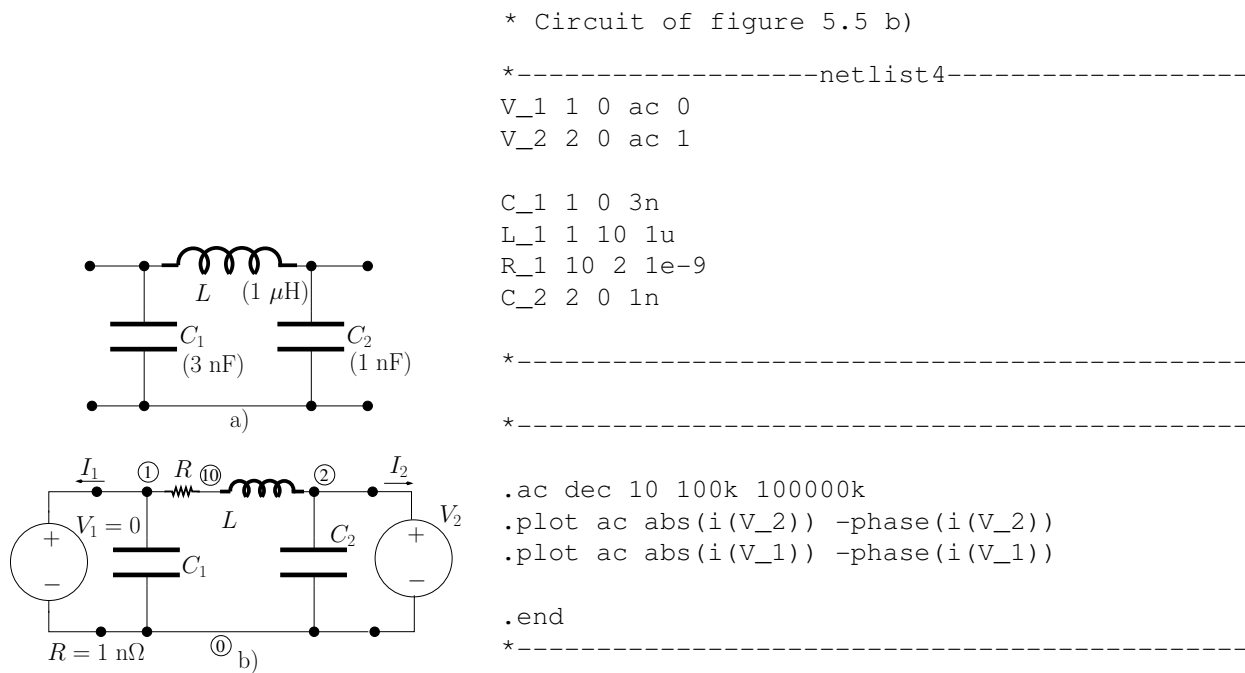 * Circuit of figure 5.5 b)
*-------------------netlist4-------------------
V_1 1 0 ac 0
V_2 2 0 ac 1
C_1 1 0 3n
L_1 1 10 1u
R_1 10 2 1e-9
C_2 2 0 1n
*----------------------------------------------
*----------------------------------------------
.ac dec 10 100k 100000k
.plot ac abs(i(V_2)) -phase(i(V_2))
.plot ac abs(i(V_1)) -phase(i(V_1))
.end
*----------------------------------------------
L (1 μH)
C₁ C₂
(3 nF) (1 nF)
a)
I₁ 1 R 10 2 I₂
V₁ = 0 L V₂
+ C₂ +
C₁
− −
R = 1 nΩ 0 b)